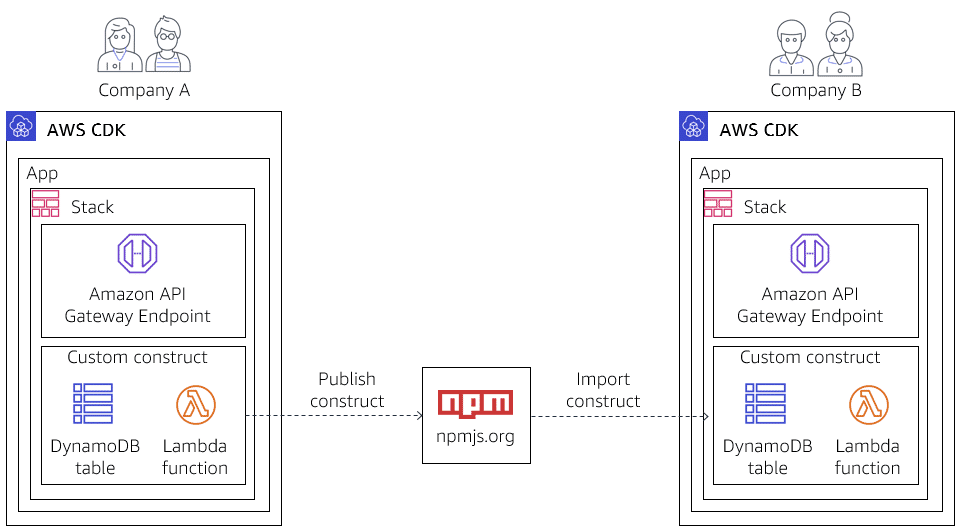 Company A
AWS CDK
App
Stack
Amazon API
Gateway Endpoint
Custom construct
DynamoDB
table
Lambda
function
Publish
construct
npm
npmjs.org
Import
construct
Company B
AWS CDK
App
Stack
Amazon API
Gateway Endpoint
Custom construct
DynamoDB
table
Lambda
function